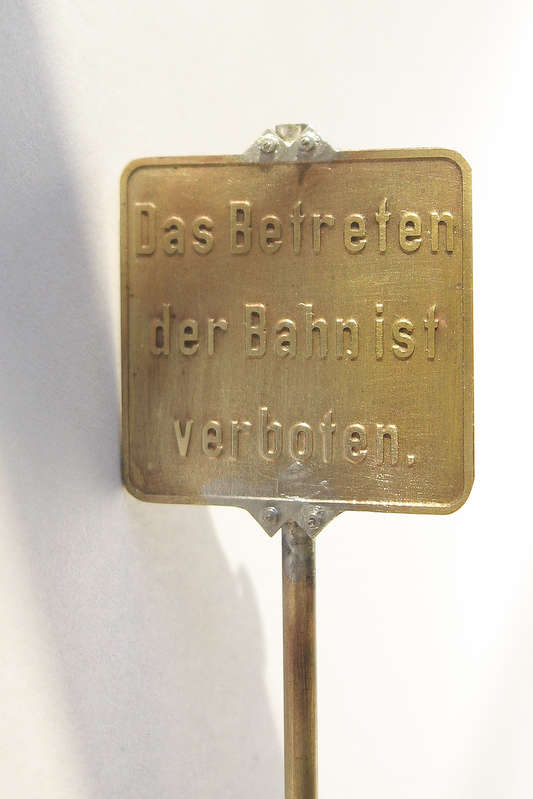 Das Betreten
der Bahn ist
verboten.